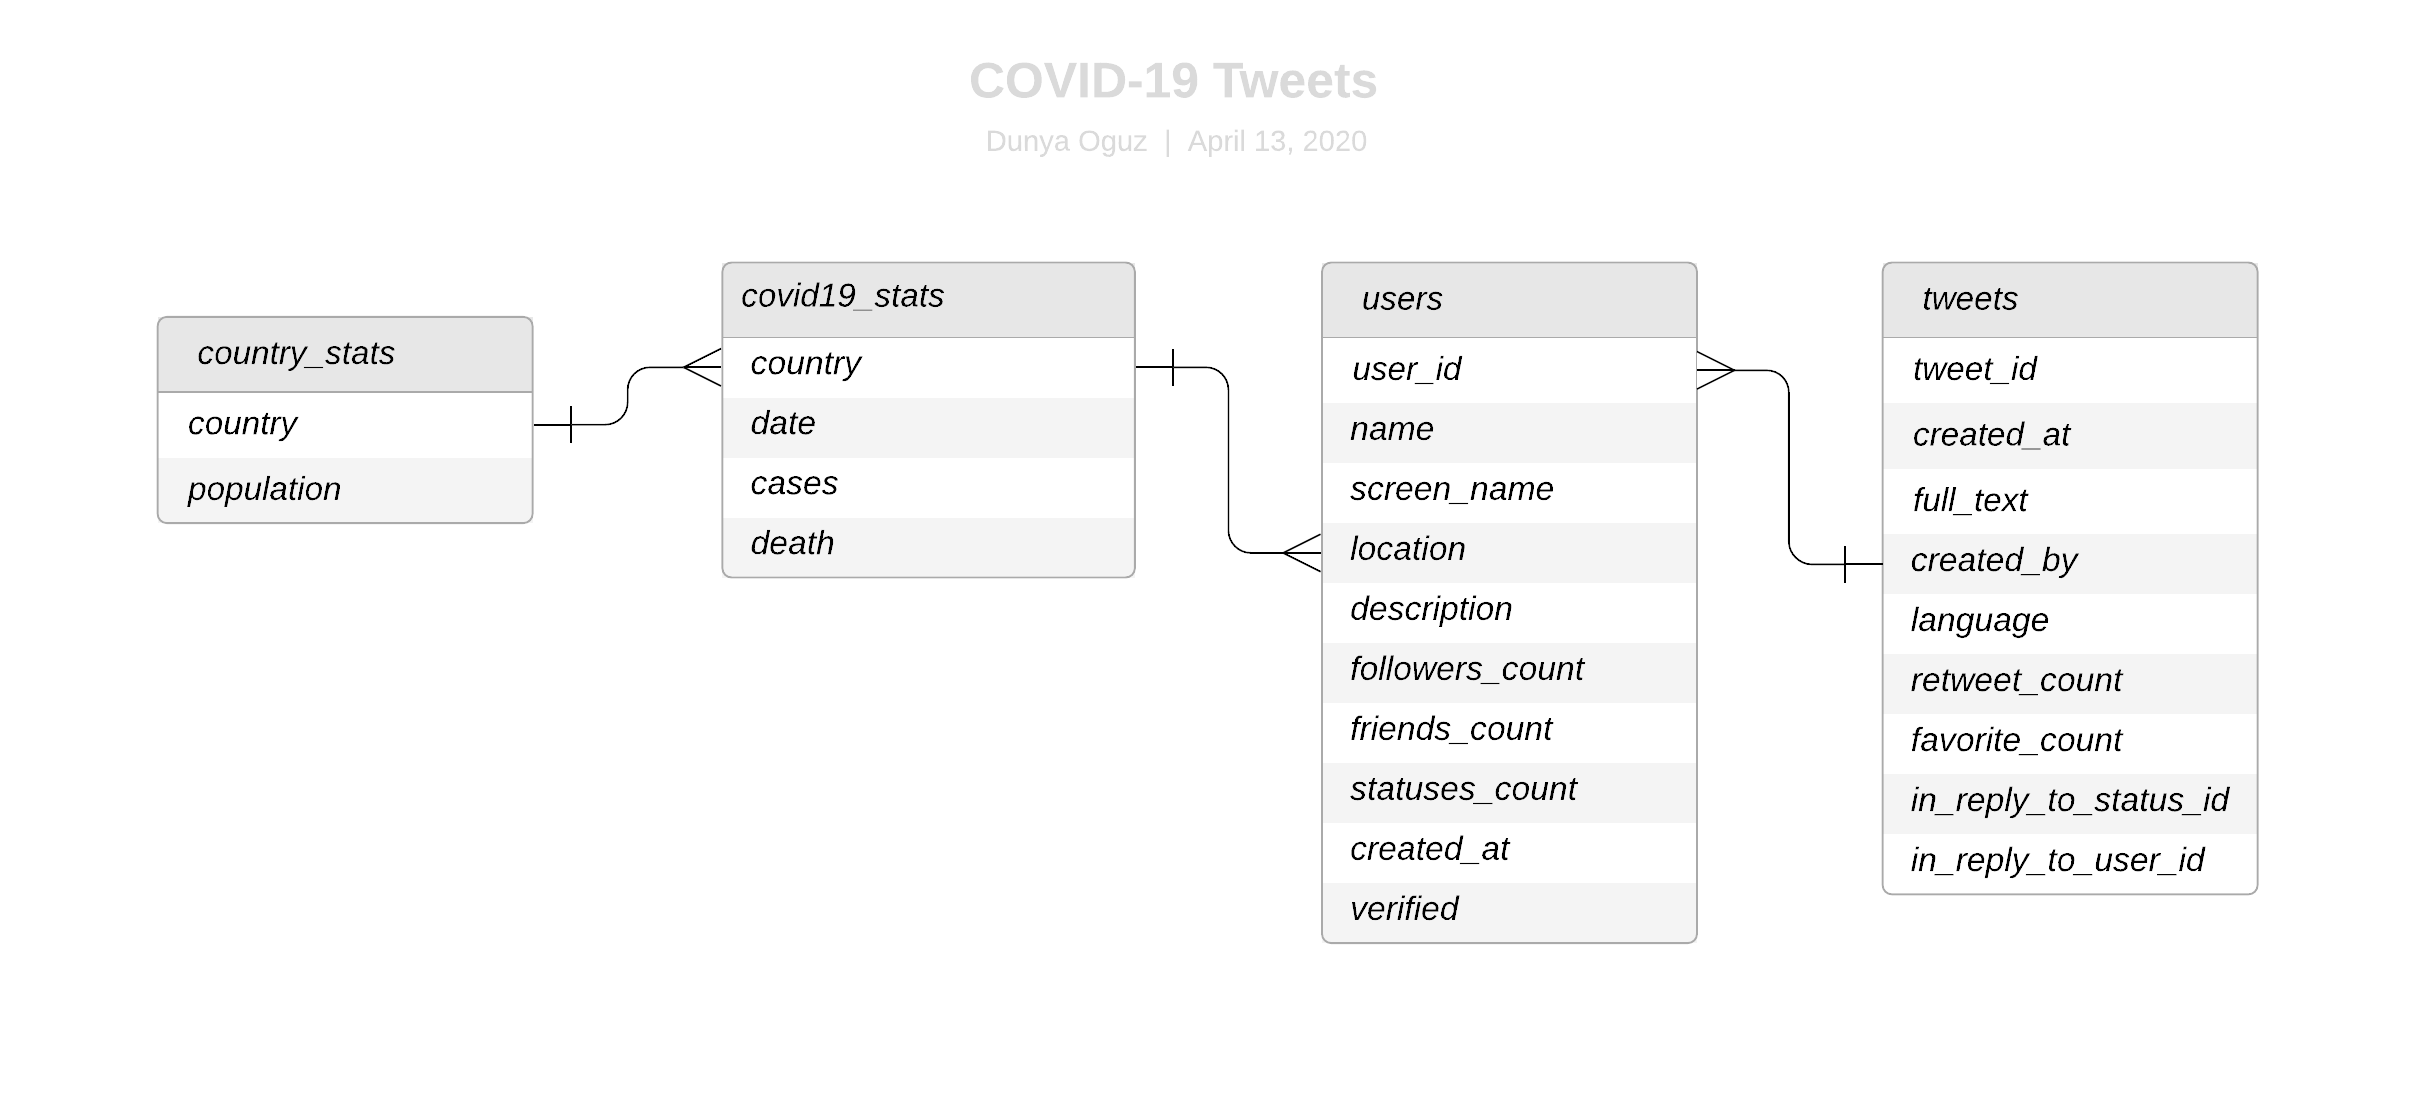 COVID-19 Tweets
Dunya Oguz | April 13, 2020
country_stats
country
population
covid19_stats
country
date
cases
death
users
user_id
name
screen_name
location
description
followers_count
friends_count
statuses_count
created_at
verified
tweets
tweet_id
created_at
full_text
created_by
language
retweet_count
favorite_count
in_reply_to_status_id
in_reply_to_user_id